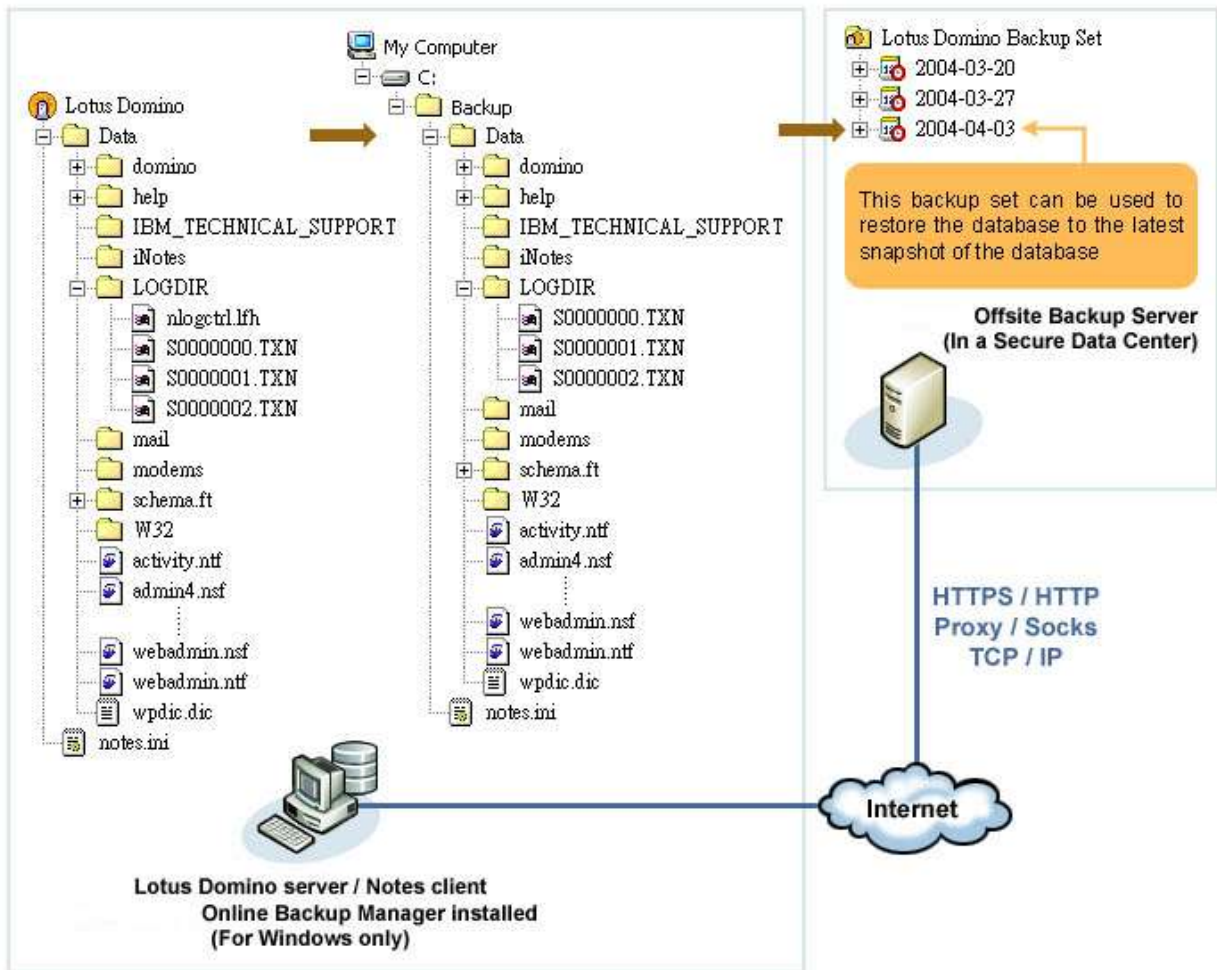 Lotus Domino
Data
domino
help
IBM_TECHNICAL_SUPPORT
iNotes
LOGDIR
nlogctrl.lfh
S0000000.TXN
S0000001.TXN
S0000002.TXN
mail
modems
schema.ft
W32
activity.ntf
admin4.nsf
webadmin.nsf
webadmin.ntf
wpdic.dic
notes.ini
My Computer
C:
Backup
Data
domino
help
IBM_TECHNICAL_SUPPORT
iNotes
LOGDIR
S0000000.TXN
S0000001.TXN
S0000002.TXN
mail
modems
schema.ft
W32
activity.ntf
admin4.nsf
webadmin.nsf
webadmin.ntf
wpdic.dic
notes.ini
Lotus Domino Backup Set
2004-03-20
2004-03-27
2004-04-03
This backup set can be used to
restore the database to the latest
snapshot of the database
Offsite Backup Server
(In a Secure Data Center)
HTTPS / HTTP
Proxy / Socks
TCP / IP
Internet
Lotus Domino server / Notes client
Online Backup Manager installed
(For Windows only)